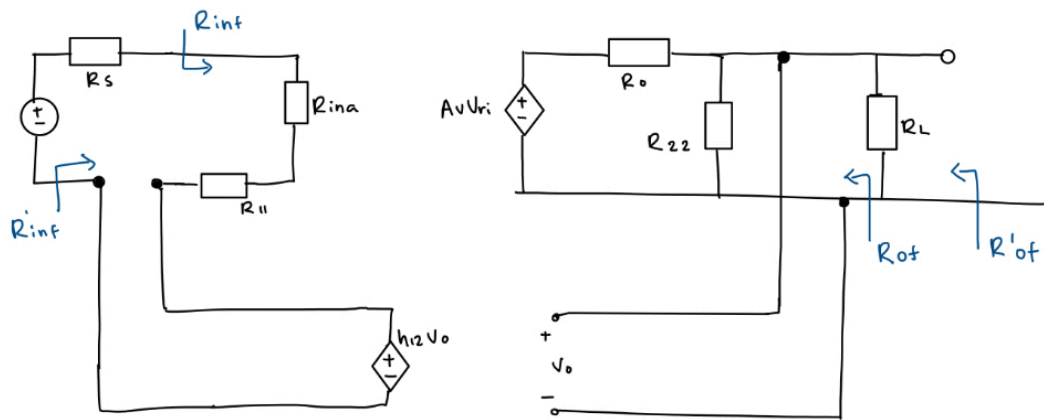 Rinf
Rs
+
−
Rina
R'inf
R11
h12Vo
+
−
AvVri
+
−
Ro
R22
RL
Rof
R'of
+
Vo
−